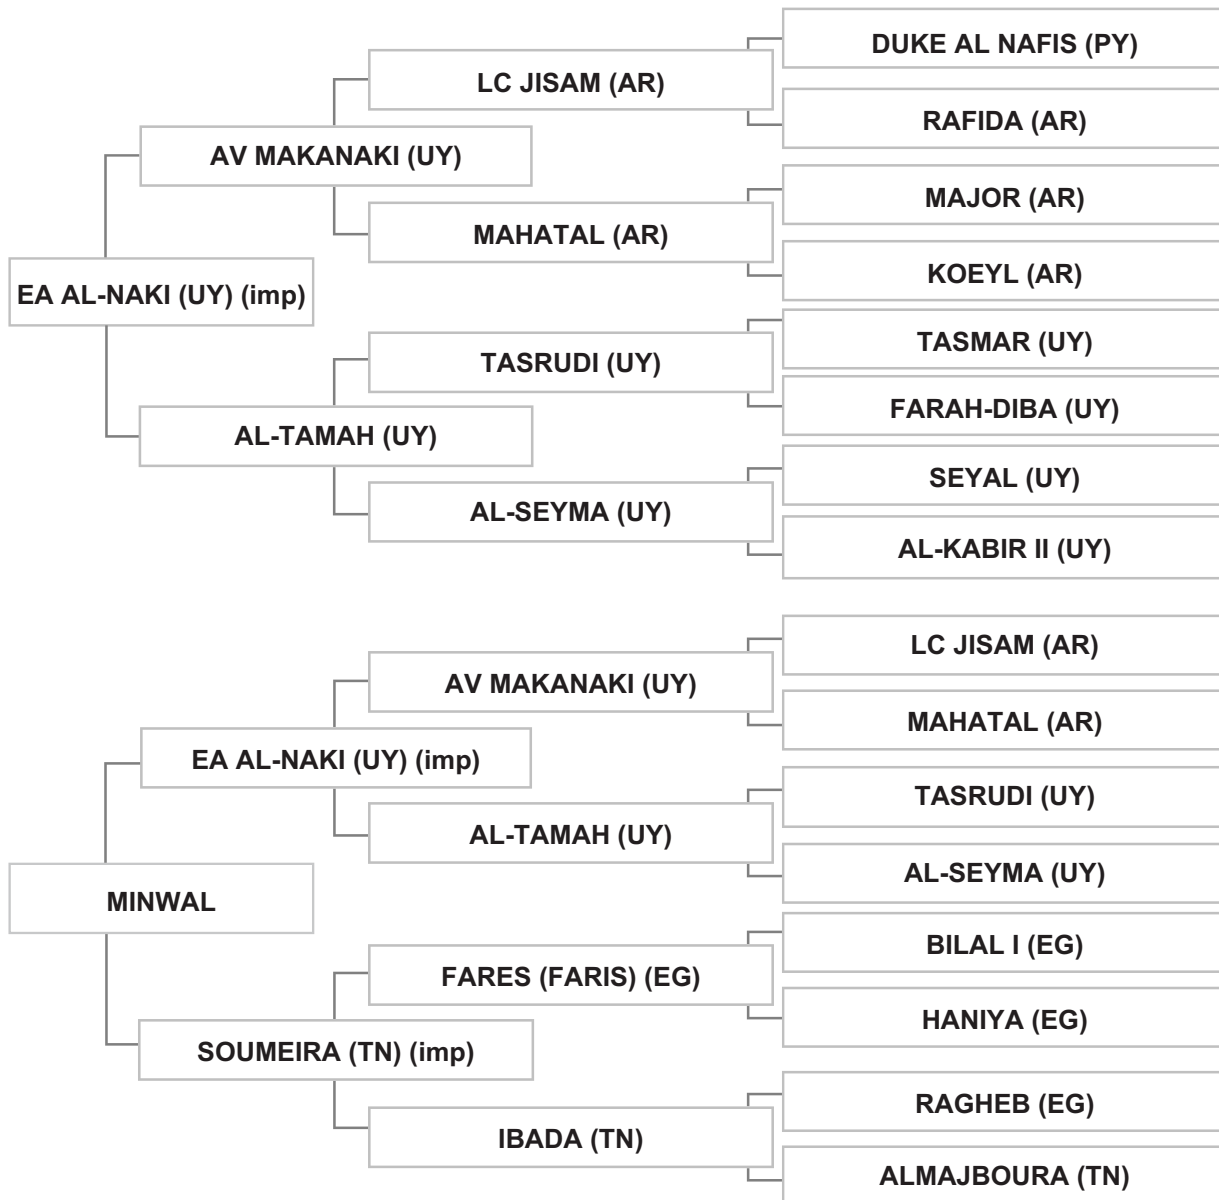 DUKE AL NAFIS (PY)
LC JISAM (AR)
RAFIDA (AR)
AV MAKANAKI (UY)
MAJOR (AR)
MAHATAL (AR)
KOEYL (AR)
EA AL-NAKI (UY) (imp)
TASMAR (UY)
TASRUDI (UY)
FARAH-DIBA (UY)
AL-TAMAH (UY)
SEYAL (UY)
AL-SEYMA (UY)
AL-KABIR II (UY)
LC JISAM (AR)
AV MAKANAKI (UY)
MAHATAL (AR)
EA AL-NAKI (UY) (imp)
TASRUDI (UY)
AL-TAMAH (UY)
AL-SEYMA (UY)
MINWAL
BILAL I (EG)
FARES (FARIS) (EG)
HANIYA (EG)
SOUMEIRA (TN) (imp)
RAGHEB (EG)
IBADA (TN)
ALMAJBOURA (TN)